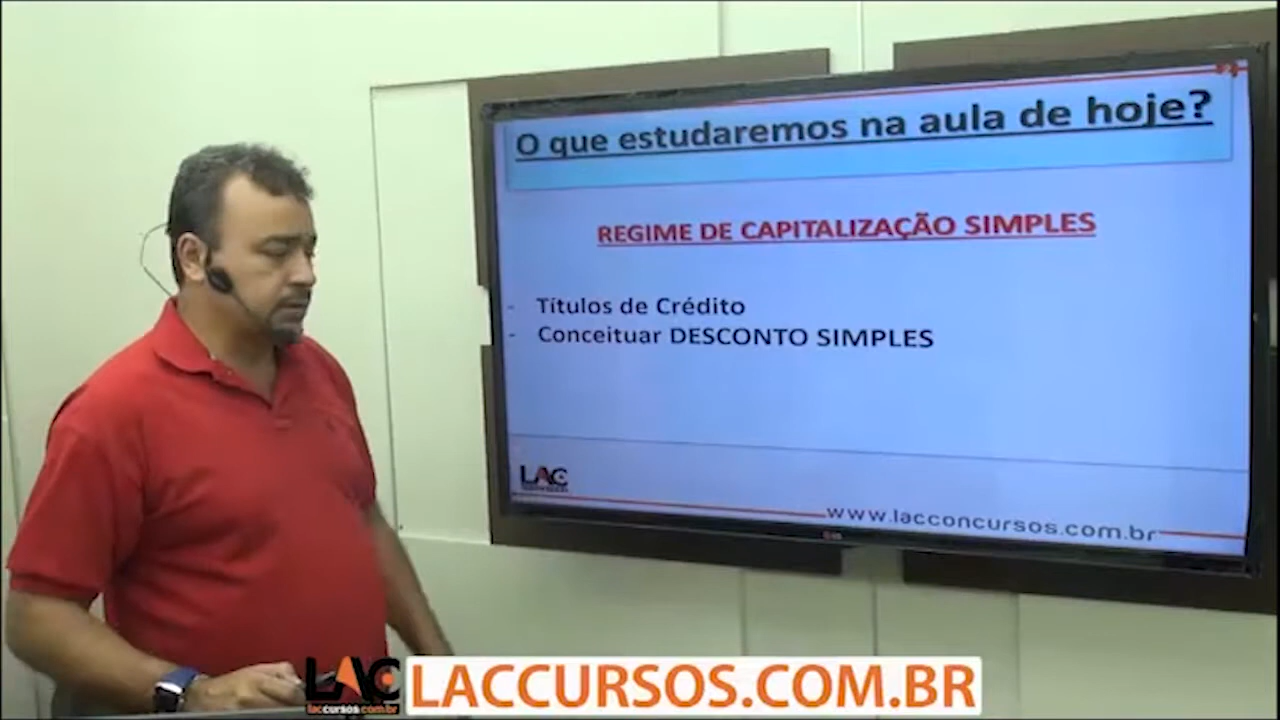 O que estudaremos na aula de hoje?
REGIME DE CAPITALIZAÇÃO SIMPLES
- Títulos de Crédito
- Conceituar DESCONTO SIMPLES
LAC
www.lacconcursos.com.br
LAC
laccursos.com.br
LACCURSOS.COM.BR